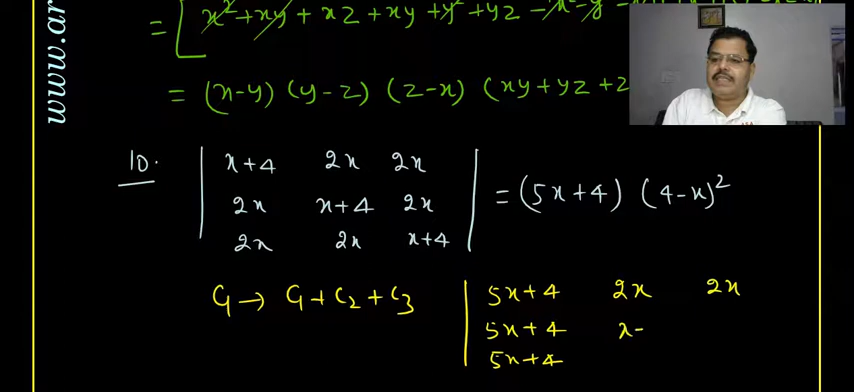 www.ar
= [ x² + xy + xz + xy + y² + yz
= (x-y) (y-z) (z-x) (xy + yz +
10.
| x+4 2x 2x |
| 2x x+4 2x | = (5x+4) (4-x)²
| 2x 2x x+4 |
C₁ → C₁ + C₂ + C₃
| 5x+4 2x 2x
| 5x+4 x-
| 5x+4